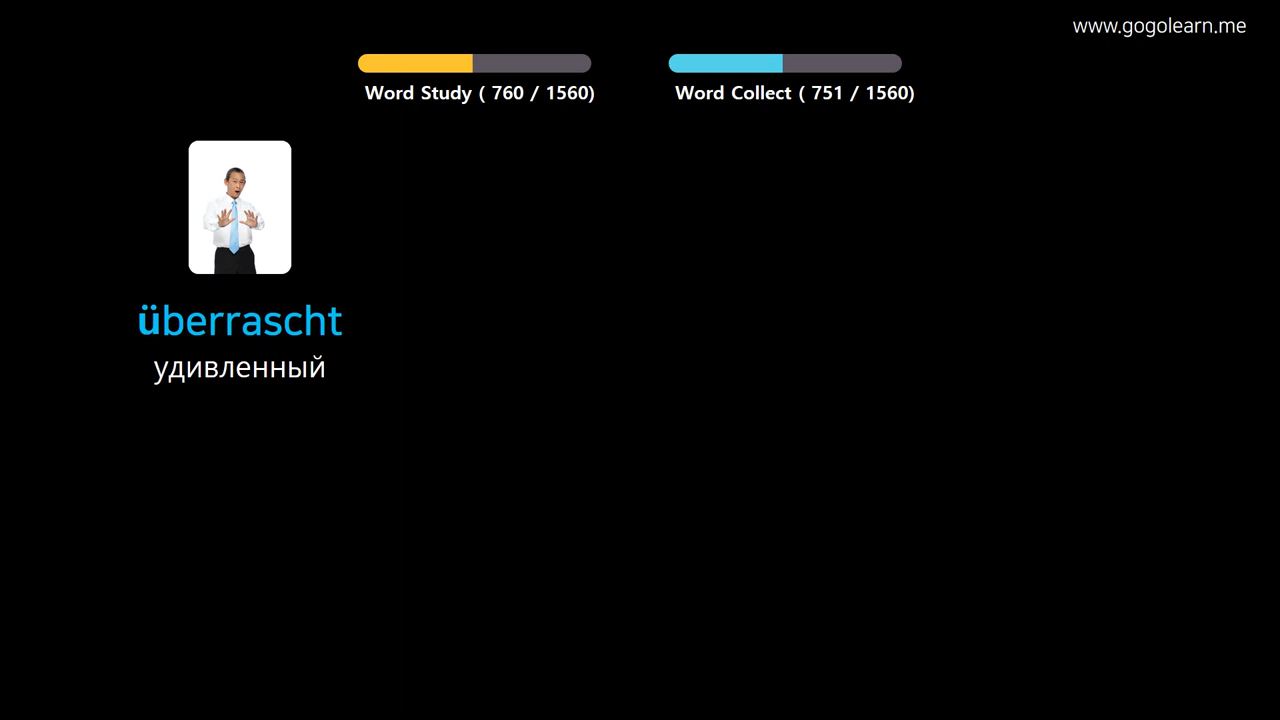 www.gogolearn.me
Word Study ( 760 / 1560)
Word Collect ( 751 / 1560)
überrascht
удивленный